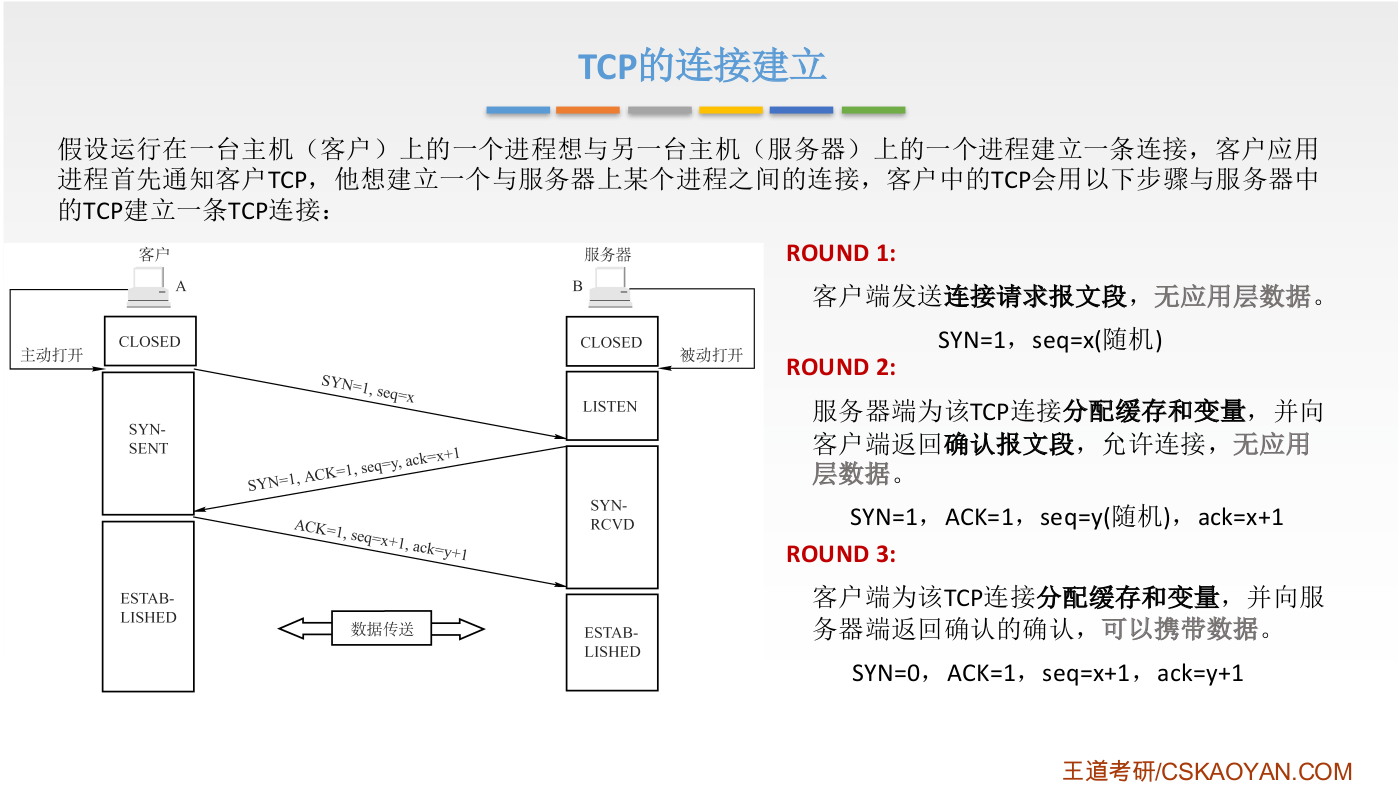 TCP的连接建立
假设运行在一台主机（客户）上的一个进程想与另一台主机（服务器）上的一个进程建立一条连接，客户应用
进程首先通知客户TCP，他想建立一个与服务器上某个进程之间的连接，客户中的TCP会用以下步骤与服务器中
的TCP建立一条TCP连接：
客户
A
主动打开
CLOSED
SYN-
SENT
ESTAB-
LISHED
服务器
B
被动打开
CLOSED
LISTEN
SYN-
RCVD
ESTAB-
LISHED
SYN=1, seq=x
SYN=1, ACK=1, seq=y, ack=x+1
ACK=1, seq=x+1, ack=y+1
数据传送
ROUND 1:
客户端发送连接请求报文段，无应用层数据。
SYN=1，seq=x(随机)
ROUND 2:
服务器端为该TCP连接分配缓存和变量，并向
客户端返回确认报文段，允许连接，无应用
层数据。
SYN=1，ACK=1，seq=y(随机)，ack=x+1
ROUND 3:
客户端为该TCP连接分配缓存和变量，并向服
务器端返回确认的确认，可以携带数据。
SYN=0，ACK=1，seq=x+1，ack=y+1
王道考研/CSKAOYAN.COM